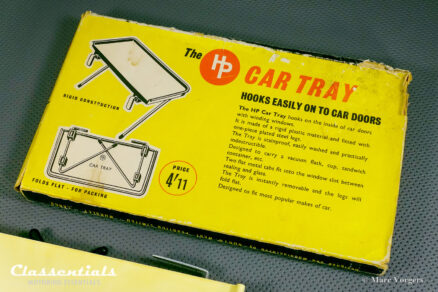 The HP CAR TRAY
HOOKS EASILY ON TO CAR DOORS
The HP Car Tray hooks on the inside of car doors
with winding windows.
It is made of a rigid plastic material and fitted with
one-piece plated steel legs.
The Tray is stainproof, easily washed and practically
indestructible.
Designed to carry a vacuum flask, cup, sandwich
container, etc.
Two flat metal tabs fit into the window slot between
sealing and glass.
The Tray is instantly removable and the legs will
fold flat.
Designed to fit most popular makes of car.
RIGID CONSTRUCTION
CAR TRAY
FOLDS FLAT - FOR PACKING
PRICE
4'11
Classentials
MOTORING ESSENTIALS
© Marc Vorgers